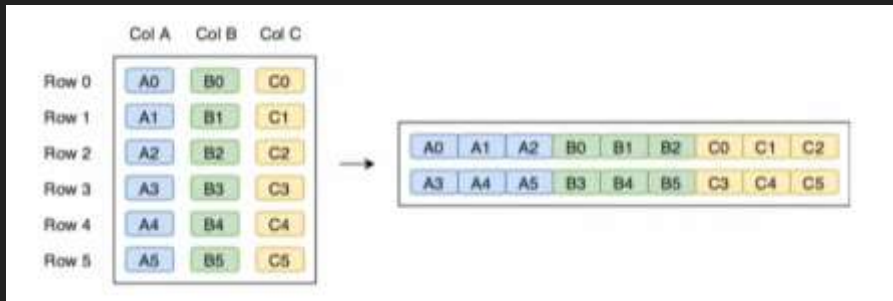 Col A Col B Col C
Row 0 A0 B0 C0
Row 1 A1 B1 C1
Row 2 A2 B2 C2
Row 3 A3 B3 C3
Row 4 A4 B4 C4
Row 5 A5 B5 C5
A0 A1 A2 B0 B1 B2 C0 C1 C2
A3 A4 A5 B3 B4 B5 C3 C4 C5